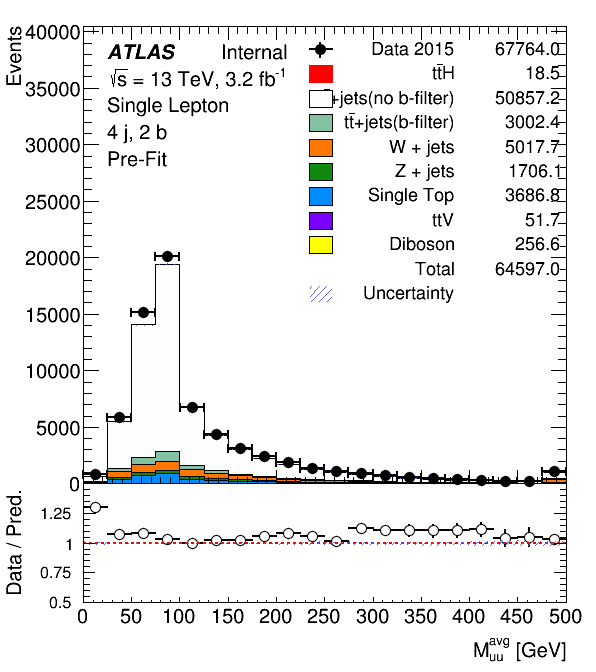 Events
40000
35000
30000
25000
20000
15000
10000
5000
0
ATLAS Internal
√s = 13 TeV, 3.2 fb⁻¹
Single Lepton
4 j, 2 b
Pre-Fit
Data 2015 67764.0
tt̄H 18.5
+jets(no b-filter) 50857.2
tt̄+jets(b-filter) 3002.4
W + jets 5017.7
Z + jets 1706.1
Single Top 3686.8
ttV 51.7
Diboson 256.6
Total 64597.0
Uncertainty
Data / Pred.
1.25
1
0.75
0.5
0 50 100 150 200 250 300 350 400 450 500
M_uu^avg [GeV]